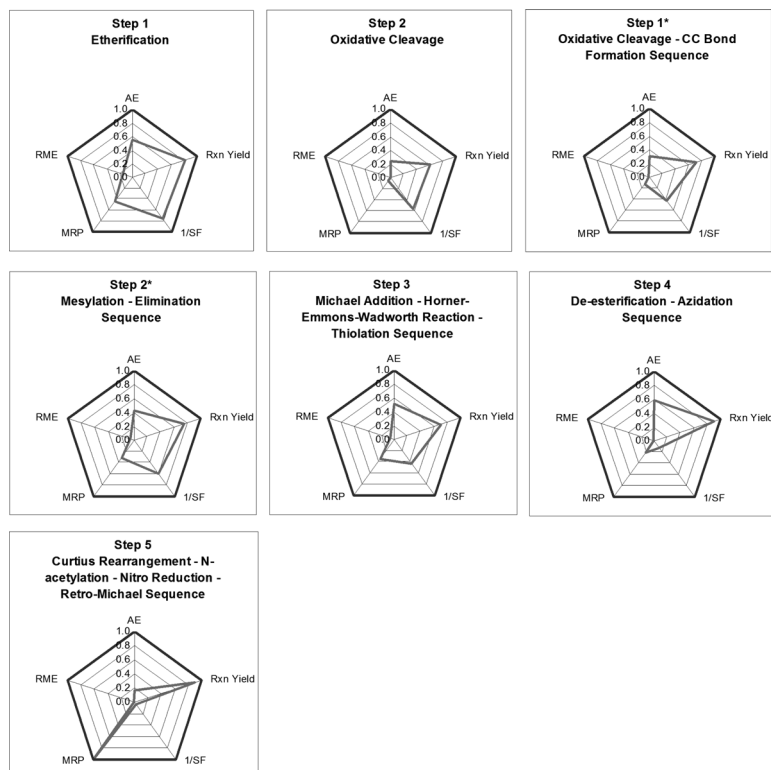 Step 1
Etherification
AE
1.0
0.8
0.6
0.4
0.2
0.0
RME
Rxn Yield
MRP
1/SF
Step 2
Oxidative Cleavage
AE
1.0
0.8
0.6
0.4
0.2
0.0
RME
Rxn Yield
MRP
1/SF
Step 1*
Oxidative Cleavage - CC Bond
Formation Sequence
AE
1.0
0.8
0.6
0.4
0.2
0.0
RME
Rxn Yield
MRP
1/SF
Step 2*
Mesylation - Elimination
Sequence
AE
1.0
0.8
0.6
0.4
0.2
0.0
RME
Rxn Yield
MRP
1/SF
Step 3
Michael Addition - Horner-
Emmons-Wadworth Reaction -
Thiolation Sequence
AE
1.0
0.8
0.6
0.4
0.2
0.0
RME
Rxn Yield
MRP
1/SF
Step 4
De-esterification - Azidation
Sequence
AE
1.0
0.8
0.6
0.4
0.2
0.0
RME
Rxn Yield
MRP
1/SF
Step 5
Curtius Rearrangement - N-
acetylation - Nitro Reduction -
Retro-Michael Sequence
AE
1.0
0.8
0.6
0.4
0.2
0.0
RME
Rxn Yield
MRP
1/SF